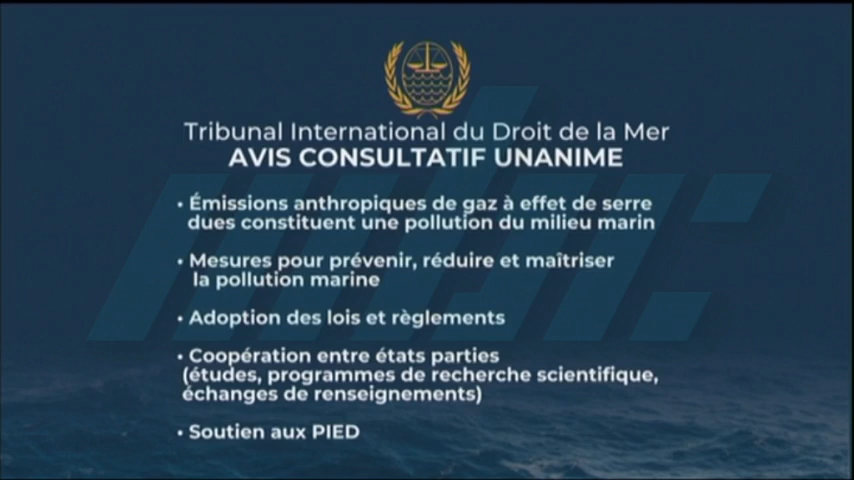 Tribunal International du Droit de la Mer
AVIS CONSULTATIF UNANIME
• Émissions anthropiques de gaz à effet de serre
dues constituent une pollution du milieu marin
• Mesures pour prévenir, réduire et maîtriser
la pollution marine
• Adoption des lois et règlements
• Coopération entre états parties
(études, programmes de recherche scientifique,
échanges de renseignements)
• Soutien aux PIED